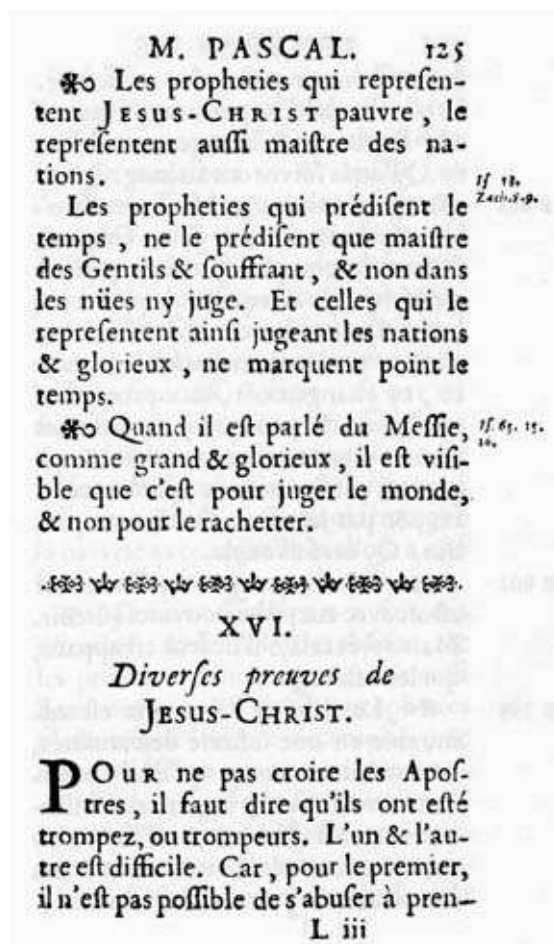 M. PASCAL. 125
Les propheties qui represen-
tent JESUS-CHRIST pauvre, le
representent aussi maistre des na-
tions.
Les propheties qui prédisent le
temps, ne le prédisent que maistre
des Gentils & souffrant, & non dans
les nüées ny juge. Et celles qui le
representent ainsi jugeant les nations
& glorieux, ne marquent point le
temps.
Quand il est parlé du Messie,
comme grand & glorieux, il est visi-
ble que c'est pour juger le monde,
& non pour le rachetter.
XVI.
Diverses preuves de
JESUS-CHRIST.
POUR ne pas croire les Apos-
tres, il faut dire qu'ils ont esté
trompez, ou trompeurs. L'un & l'au-
tre est difficile. Car, pour le premier,
il n'est pas possible de s'abuser à pren-
L iii